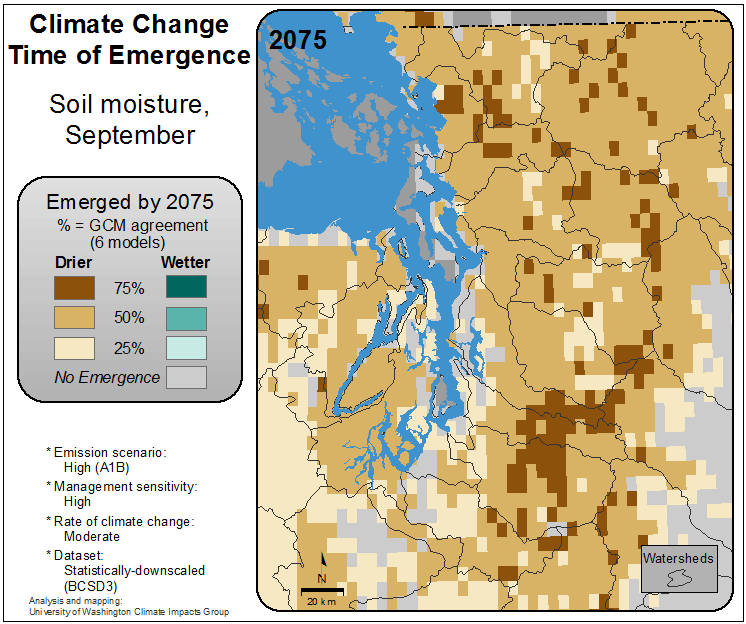 Climate Change
Time of Emergence
Soil moisture,
September
Emerged by 2075
% = GCM agreement
(6 models)
Drier Wetter
75%
50%
25%
No Emergence
* Emission scenario:
High (A1B)
* Management sensitivity:
High
* Rate of climate change:
Moderate
* Dataset:
Statistically-downscaled
(BCSD3)
Analysis and mapping:
University of Washington Climate Impacts Group
2075
N
20 km
Watersheds